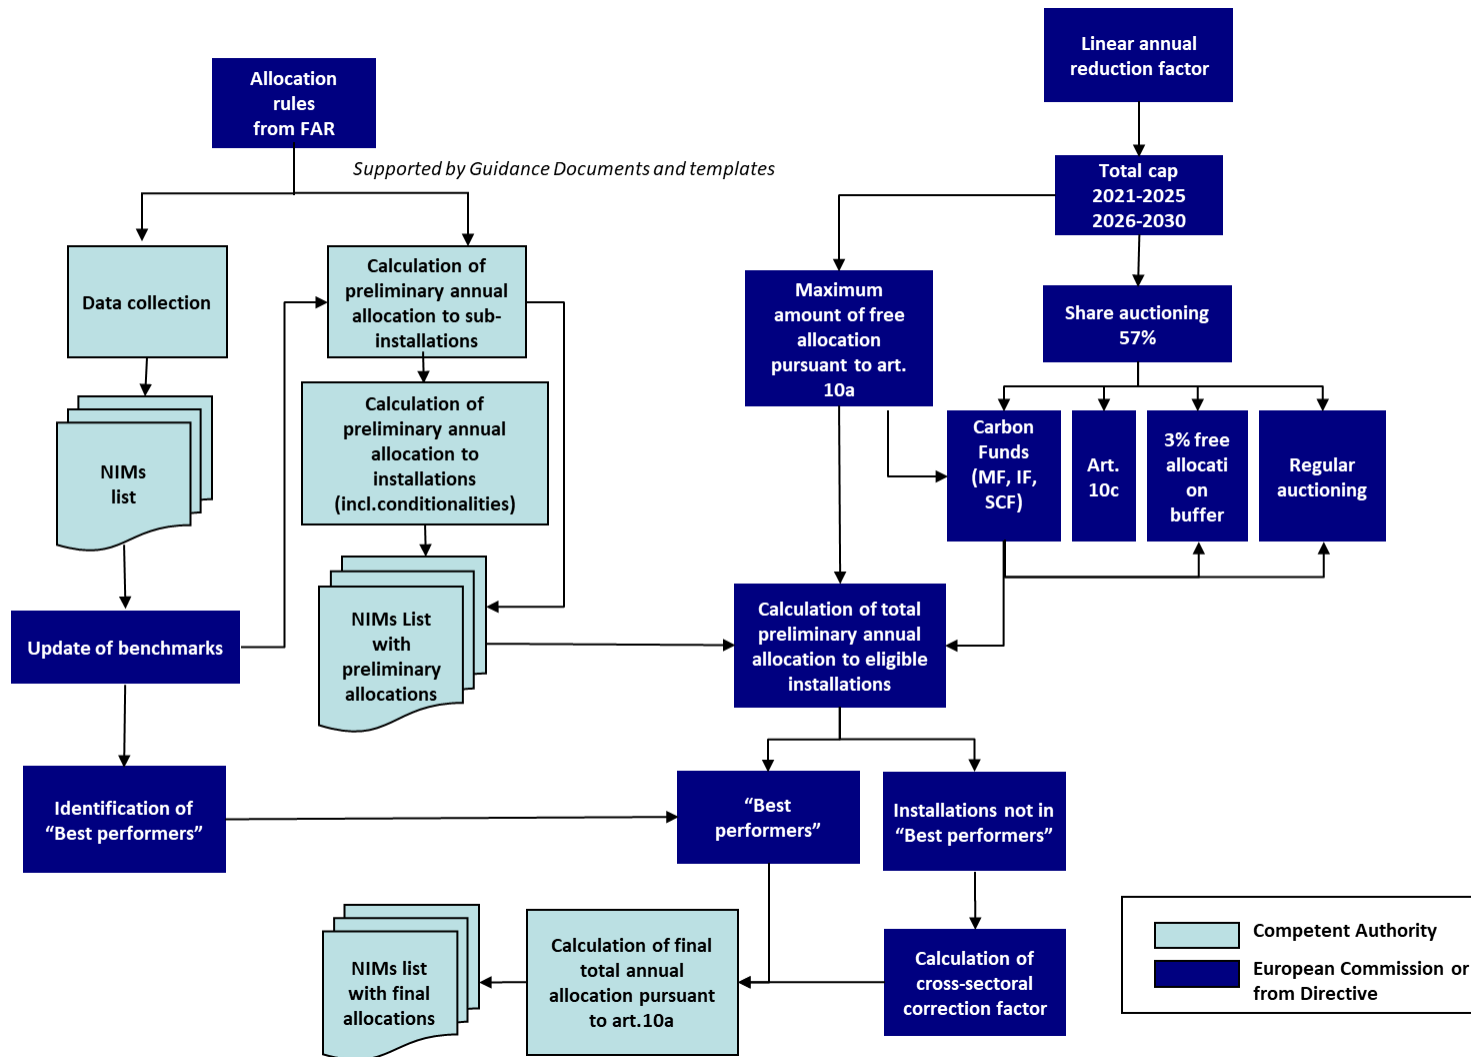 Linear annual
reduction factor
Allocation
rules
from FAR
Supported by Guidance Documents and templates
Total cap
2021-2025
2026-2030
Data collection
Calculation of
preliminary annual
allocation to sub-
installations
Maximum
amount of free
allocation
pursuant to art.
10a
Share auctioning
57%
Calculation of
preliminary annual
allocation to
installations
(incl.conditionalities)
NIMs
list
Carbon
Funds
(MF, IF,
SCF)
Art.
10c
3% free
allocati
on
buffer
Regular
auctioning
Update of benchmarks
NIMs List
with
preliminary
allocations
Calculation of total
preliminary annual
allocation to eligible
installations
Identification of
“Best performers”
“Best
performers”
Installations not in
“Best performers”
NIMs list
with final
allocations
Calculation of final
total annual
allocation pursuant
to art.10a
Calculation of
cross-sectoral
correction factor
Competent Authority
European Commission or
from Directive